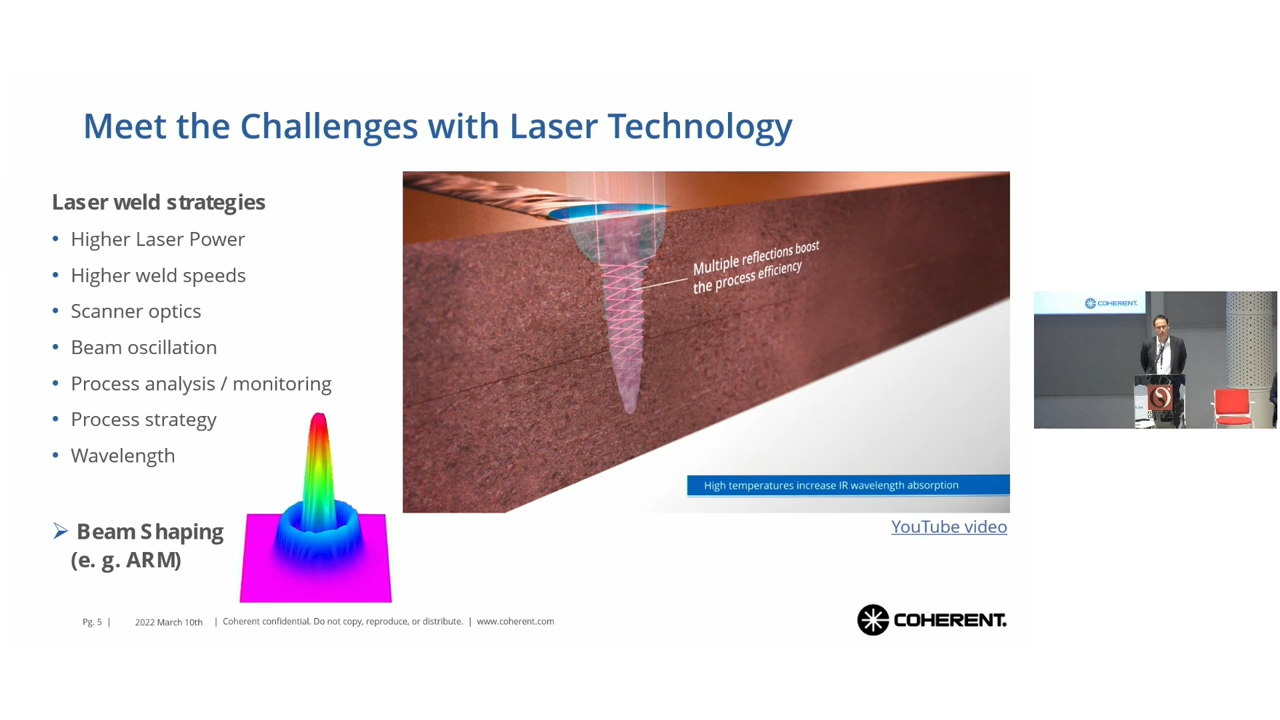 Meet the Challenges with Laser Technology
Laser weld strategies
• Higher Laser Power
• Higher weld speeds
• Scanner optics
• Beam oscillation
• Process analysis / monitoring
• Process strategy
• Wavelength
➢ Beam Shaping
(e. g. ARM)
Multiple reflections boost
the process efficiency
High temperatures increase IR wavelength absorption
YouTube video
Pg. 5 | 2022 March 10th | Coherent confidential. Do not copy, reproduce, or distribute. | www.coherent.com
COHERENT.
COHERENT.